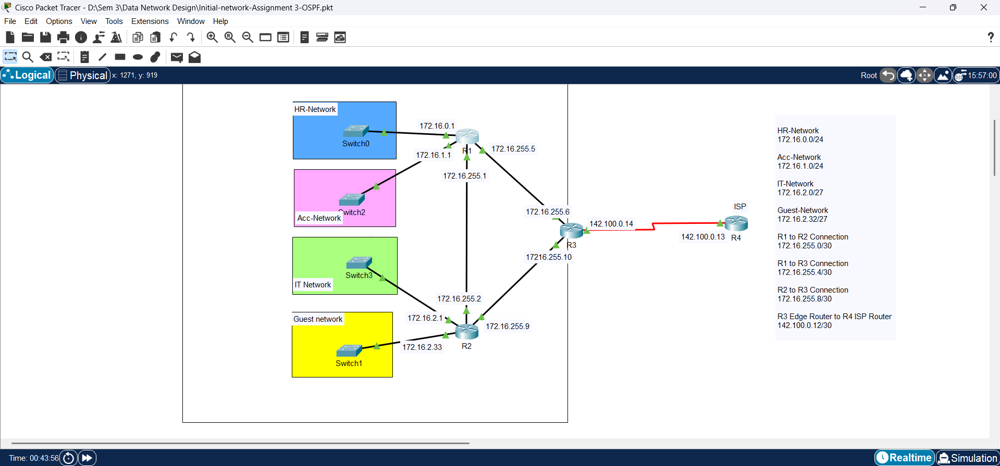 Cisco Packet Tracer - D:\Sem 3\Data Network Design\Initial-network-Assignment 3-OSPF.pkt
File Edit Options View Tools Extensions Window Help
?
Logical Physical x: 1271, y: 919 Root 15:57:00
HR-Network
Switch0
172.16.0.1
R1
172.16.1.1
172.16.255.5
172.16.255.1
Switch2
Acc-Network
172.16.255.6
142.100.0.14
R3
17216.255.10
ISP
142.100.0.13
R4
Switch3
IT Network
172.16.255.2
172.16.2.1
172.16.255.9
R2
Guest network
172.16.2.33
Switch1
HR-Network
172.16.0.0/24
Acc-Network
172.16.1.0/24
IT-Network
172.16.2.0/27
Guest-Network
172.16.2.32/27
R1 to R2 Connection
172.16.255.0/30
R1 to R3 Connection
172.16.255.4/30
R2 to R3 Connection
172.16.255.8/30
R3 Edge Router to R4 ISP Router
142.100.0.12/30
Time: 00:43:56 Realtime Simulation